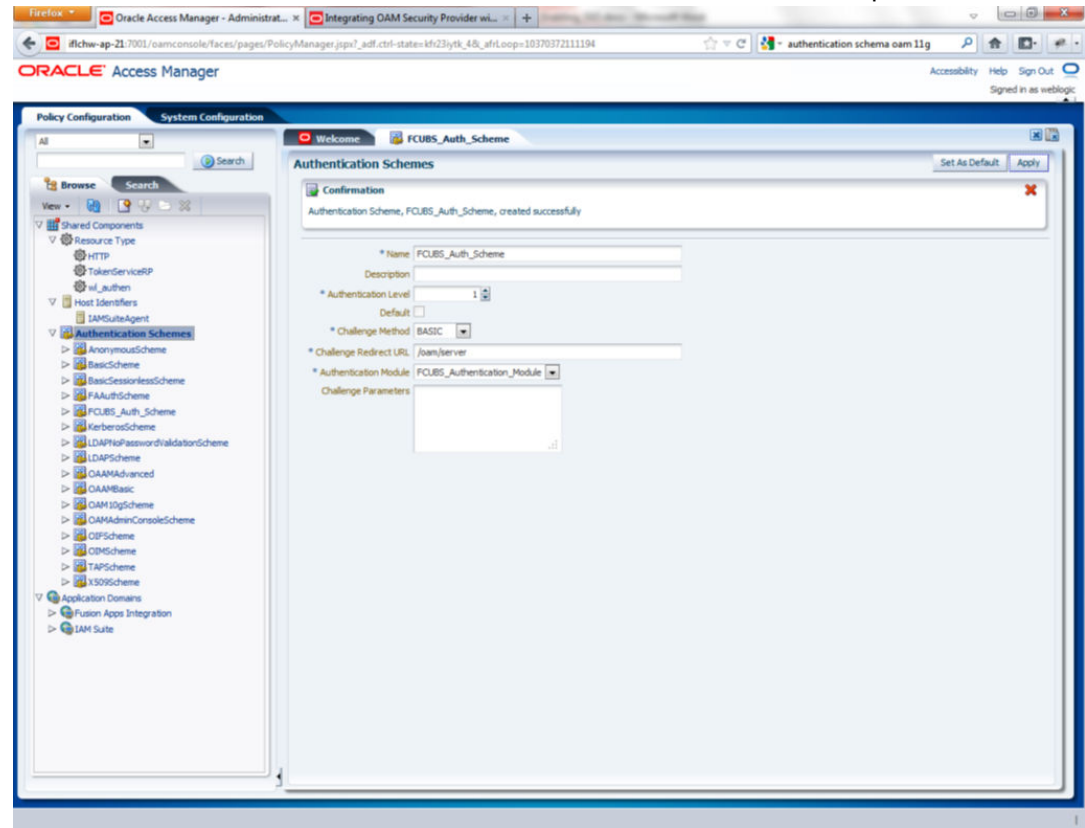 Firefox
Oracle Access Manager - Administrat...
Integrating OAM Security Provider wi...
iflchw-ap-21:7001/oamconsole/faces/pages/PolicyManager.jspx?_adf.ctrl-state=kfr23iytk_4&_afrLoop=10370372111194
authentication schema oam 11g
ORACLE Access Manager
Accessibility Help Sign Out
Signed in as weblogic
Policy Configuration System Configuration
All
Search
Welcome FCUBS_Auth_Scheme
Authentication Schemes
Set As Default Apply
Browse Search
View
Confirmation
Authentication Scheme, FCUBS_Auth_Scheme, created successfully
Shared Components
Resource Type
HTTP
TokenServiceRP
wl_authen
Host Identifiers
IAMSuiteAgent
Authentication Schemes
AnonymousScheme
BasicScheme
BasicSessionlessScheme
FAAuthScheme
FCUBS_Auth_Scheme
KerberosScheme
LDAPNoPasswordValidationScheme
LDAPScheme
OAAMAdvanced
OAAMBasic
OAM10gScheme
OAMAdminConsoleScheme
OIFScheme
OIMScheme
TAPScheme
X509Scheme
Application Domains
Fusion Apps Integration
IAM Suite
* Name FCUBS_Auth_Scheme
Description
* Authentication Level 1
Default
* Challenge Method BASIC
* Challenge Redirect URL /oam/server
* Authentication Module FCUBS_Authentication_Module
Challenge Parameters